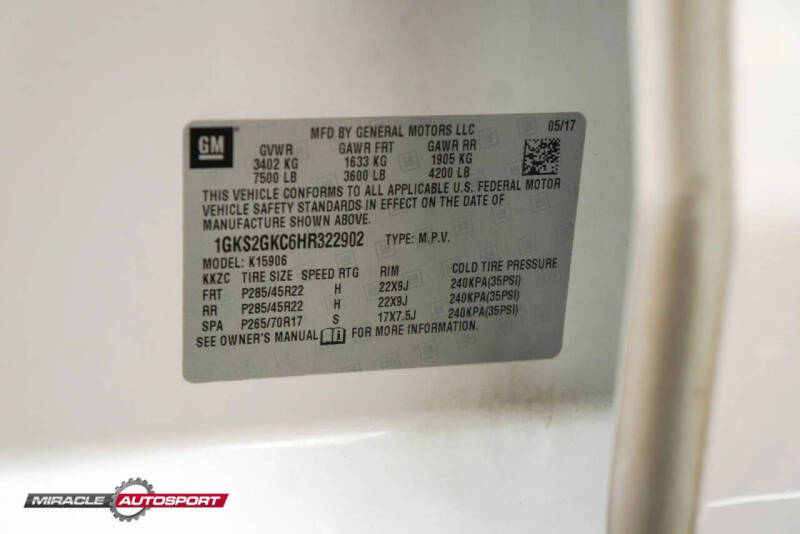 GM
MFD BY GENERAL MOTORS LLC
05/17
GVWR GAWR FRT GAWR RR
3402 KG 1633 KG 1905 KG
7500 LB 3600 LB 4200 LB
THIS VEHICLE CONFORMS TO ALL APPLICABLE U.S. FEDERAL MOTOR
VEHICLE SAFETY STANDARDS IN EFFECT ON THE DATE OF
MANUFACTURE SHOWN ABOVE.
1GKS2GKC6HR322902 TYPE: M.P.V.
MODEL: K15906
KKZC TIRE SIZE SPEED RTG RIM COLD TIRE PRESSURE
FRT P285/45R22 H 22X9J 240KPA(35PSI)
RR P285/45R22 H 22X9J 240KPA(35PSI)
SPA P265/70R17 S 17X7.5J 240KPA(35PSI)
SEE OWNER'S MANUAL FOR MORE INFORMATION.
MIRACLE AUTOSPORT